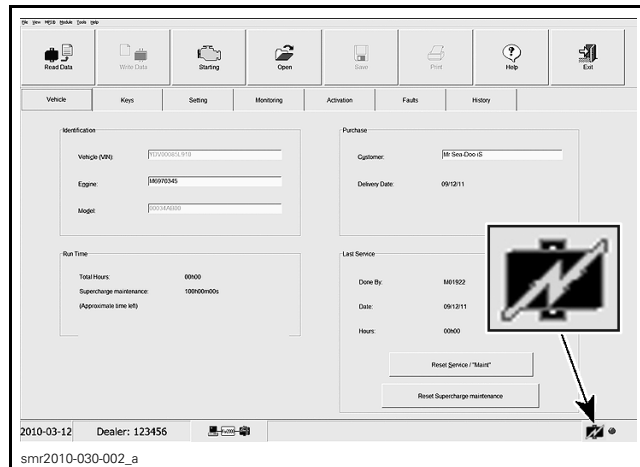 File View MPSD Module Tools Help
Read Data
Write Data
Starting
Open
Save
Print
Help
Exit
Vehicle
Keys
Setting
Monitoring
Activation
Faults
History
Identification
Vehicle (VIN):
Engine: M6970345
Model:
Purchase
Customer: Mr Sea-Doo iS
Delivery Date: 09/12/11
Run Time
Total Hours: 00h00
Supercharge maintenance: 100h00m00s
(Approximate time left)
Last Service
Done By: M01922
Date: 09/12/11
Hours: 00h00
Reset Service / "Maint"
Reset Supercharge maintenance
2010-03-12 Dealer: 123456
smr2010-030-002_a